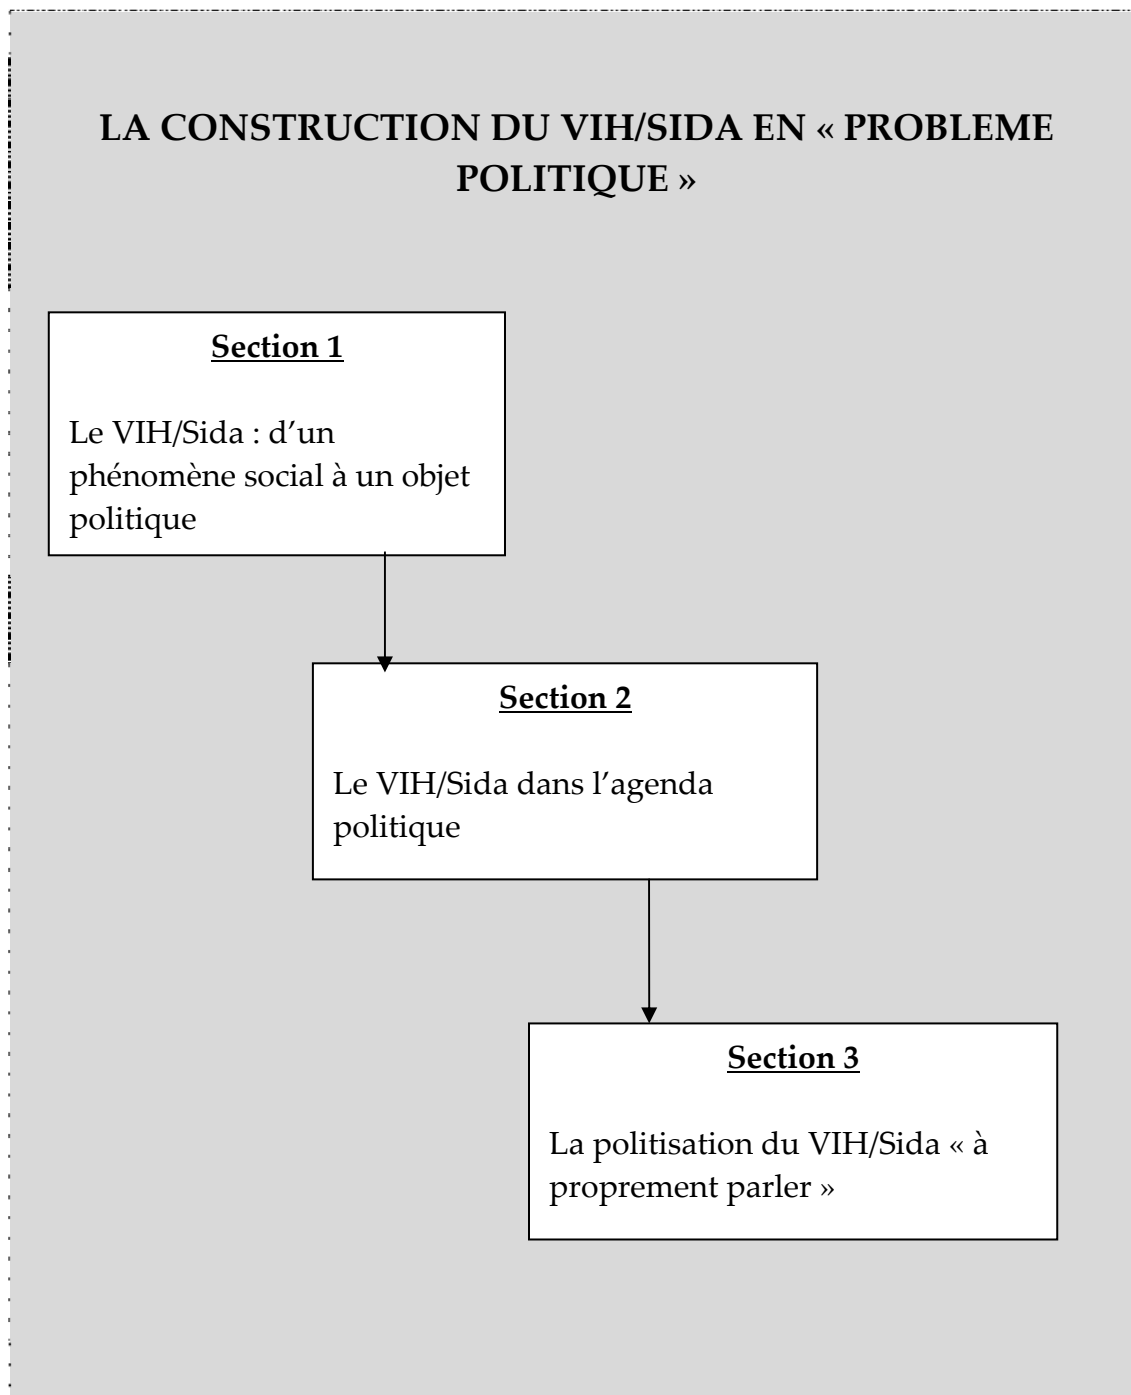 LA CONSTRUCTION DU VIH/SIDA EN « PROBLEME
POLITIQUE »
Section 1
Le VIH/Sida : d’un
phénomène social à un objet
politique
Section 2
Le VIH/Sida dans l’agenda
politique
Section 3
La politisation du VIH/Sida « à
proprement parler »